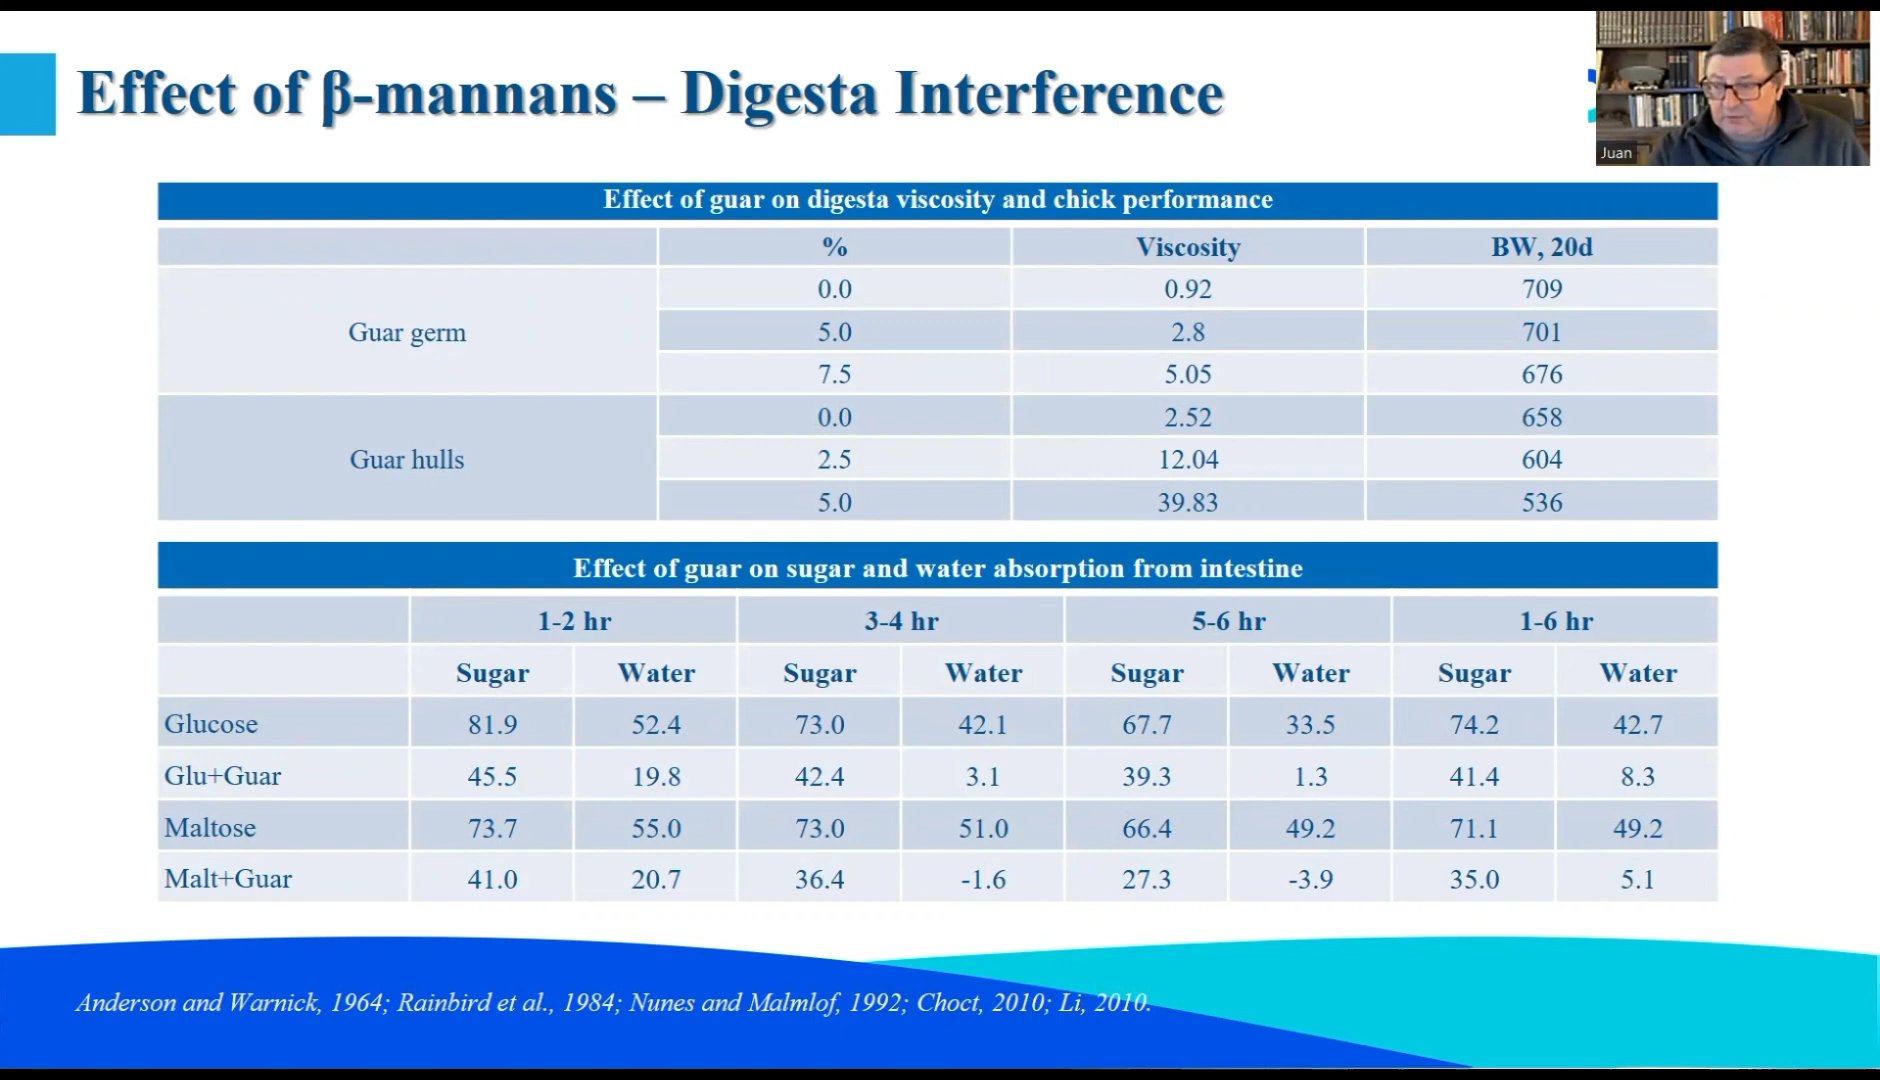 Effect of β-mannans – Digesta Interference
Juan
Effect of guar on digesta viscosity and chick performance
% Viscosity BW, 20d
Guar germ
0.0 0.92 709
5.0 2.8 701
7.5 5.05 676
Guar hulls
0.0 2.52 658
2.5 12.04 604
5.0 39.83 536
Effect of guar on sugar and water absorption from intestine
1-2 hr 3-4 hr 5-6 hr 1-6 hr
Sugar Water Sugar Water Sugar Water Sugar Water
Glucose 81.9 52.4 73.0 42.1 67.7 33.5 74.2 42.7
Glu+Guar 45.5 19.8 42.4 3.1 39.3 1.3 41.4 8.3
Maltose 73.7 55.0 73.0 51.0 66.4 49.2 71.1 49.2
Malt+Guar 41.0 20.7 36.4 -1.6 27.3 -3.9 35.0 5.1
Anderson and Warnick, 1964; Rainbird et al., 1984; Nunes and Malmlof, 1992; Choct, 2010; Li, 2010.